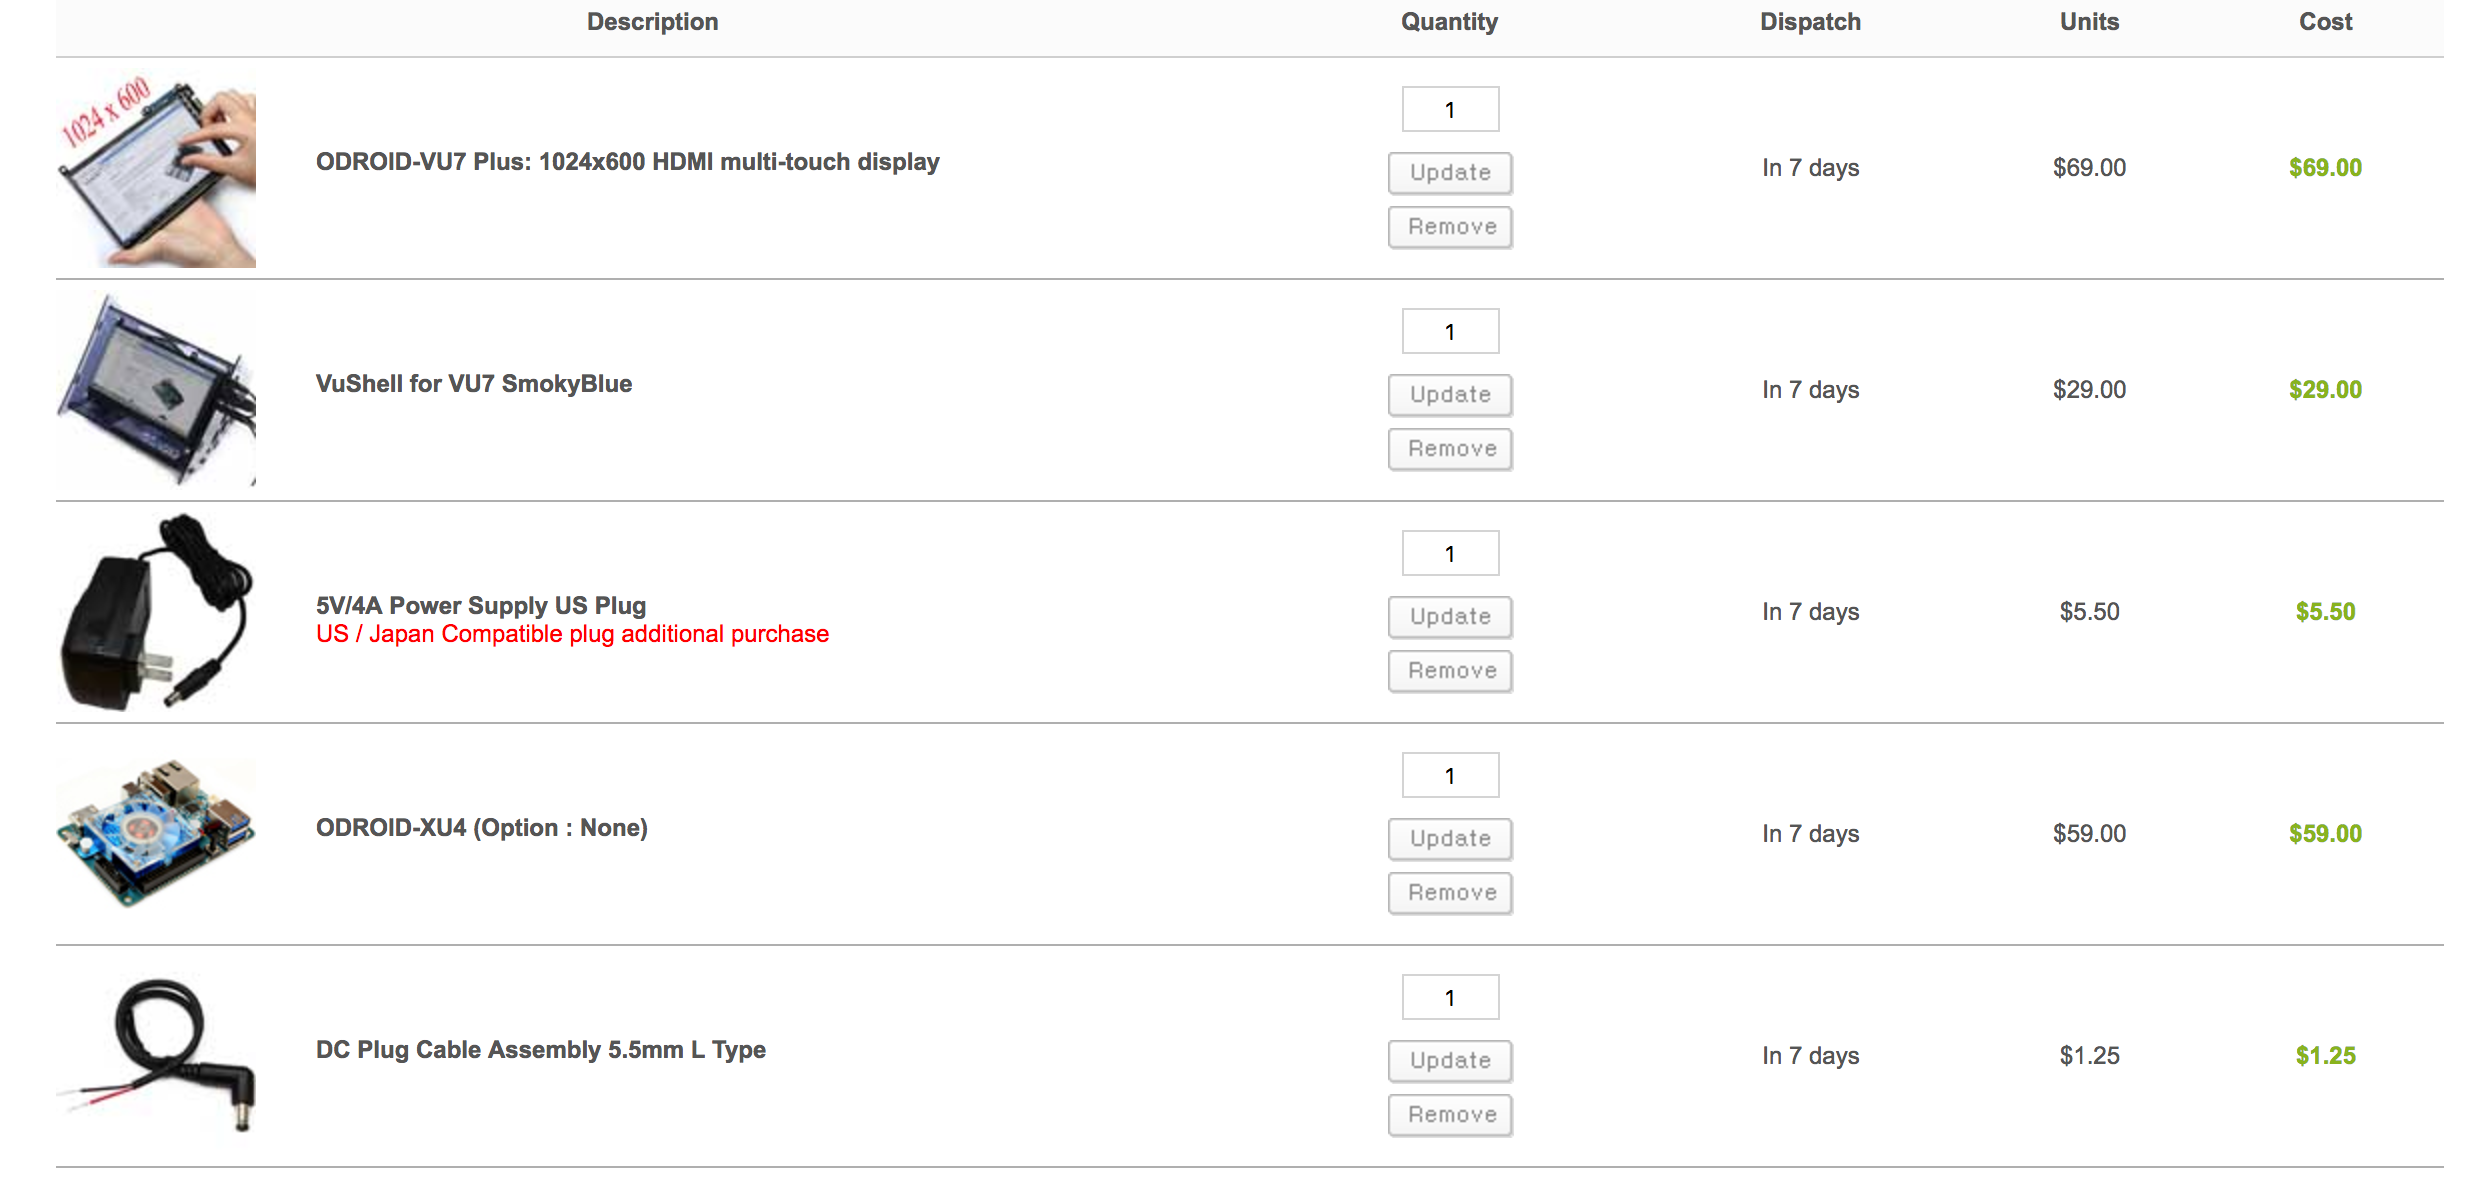 Description Quantity Dispatch Units Cost
1024 x 600
1
ODROID-VU7 Plus: 1024x600 HDMI multi-touch display
Update
In 7 days $69.00 $69.00
Remove
1
VuShell for VU7 SmokyBlue
Update
In 7 days $29.00 $29.00
Remove
1
5V/4A Power Supply US Plug
Update
In 7 days $5.50 $5.50
US / Japan Compatible plug additional purchase
Remove
1
ODROID-XU4 (Option : None)
Update
In 7 days $59.00 $59.00
Remove
1
DC Plug Cable Assembly 5.5mm L Type
Update
In 7 days $1.25 $1.25
Remove